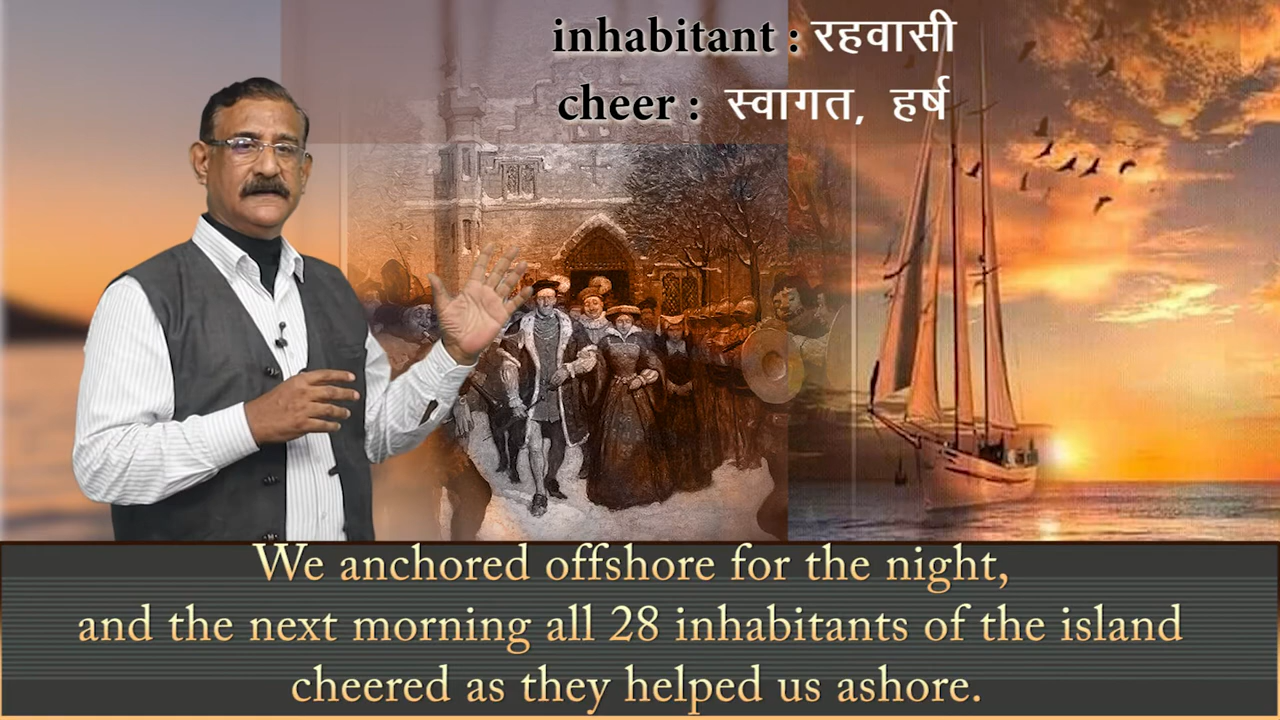 inhabitant : रहवासी
cheer : स्वागत, हर्ष
We anchored offshore for the night,
and the next morning all 28 inhabitants of the island
cheered as they helped us ashore.